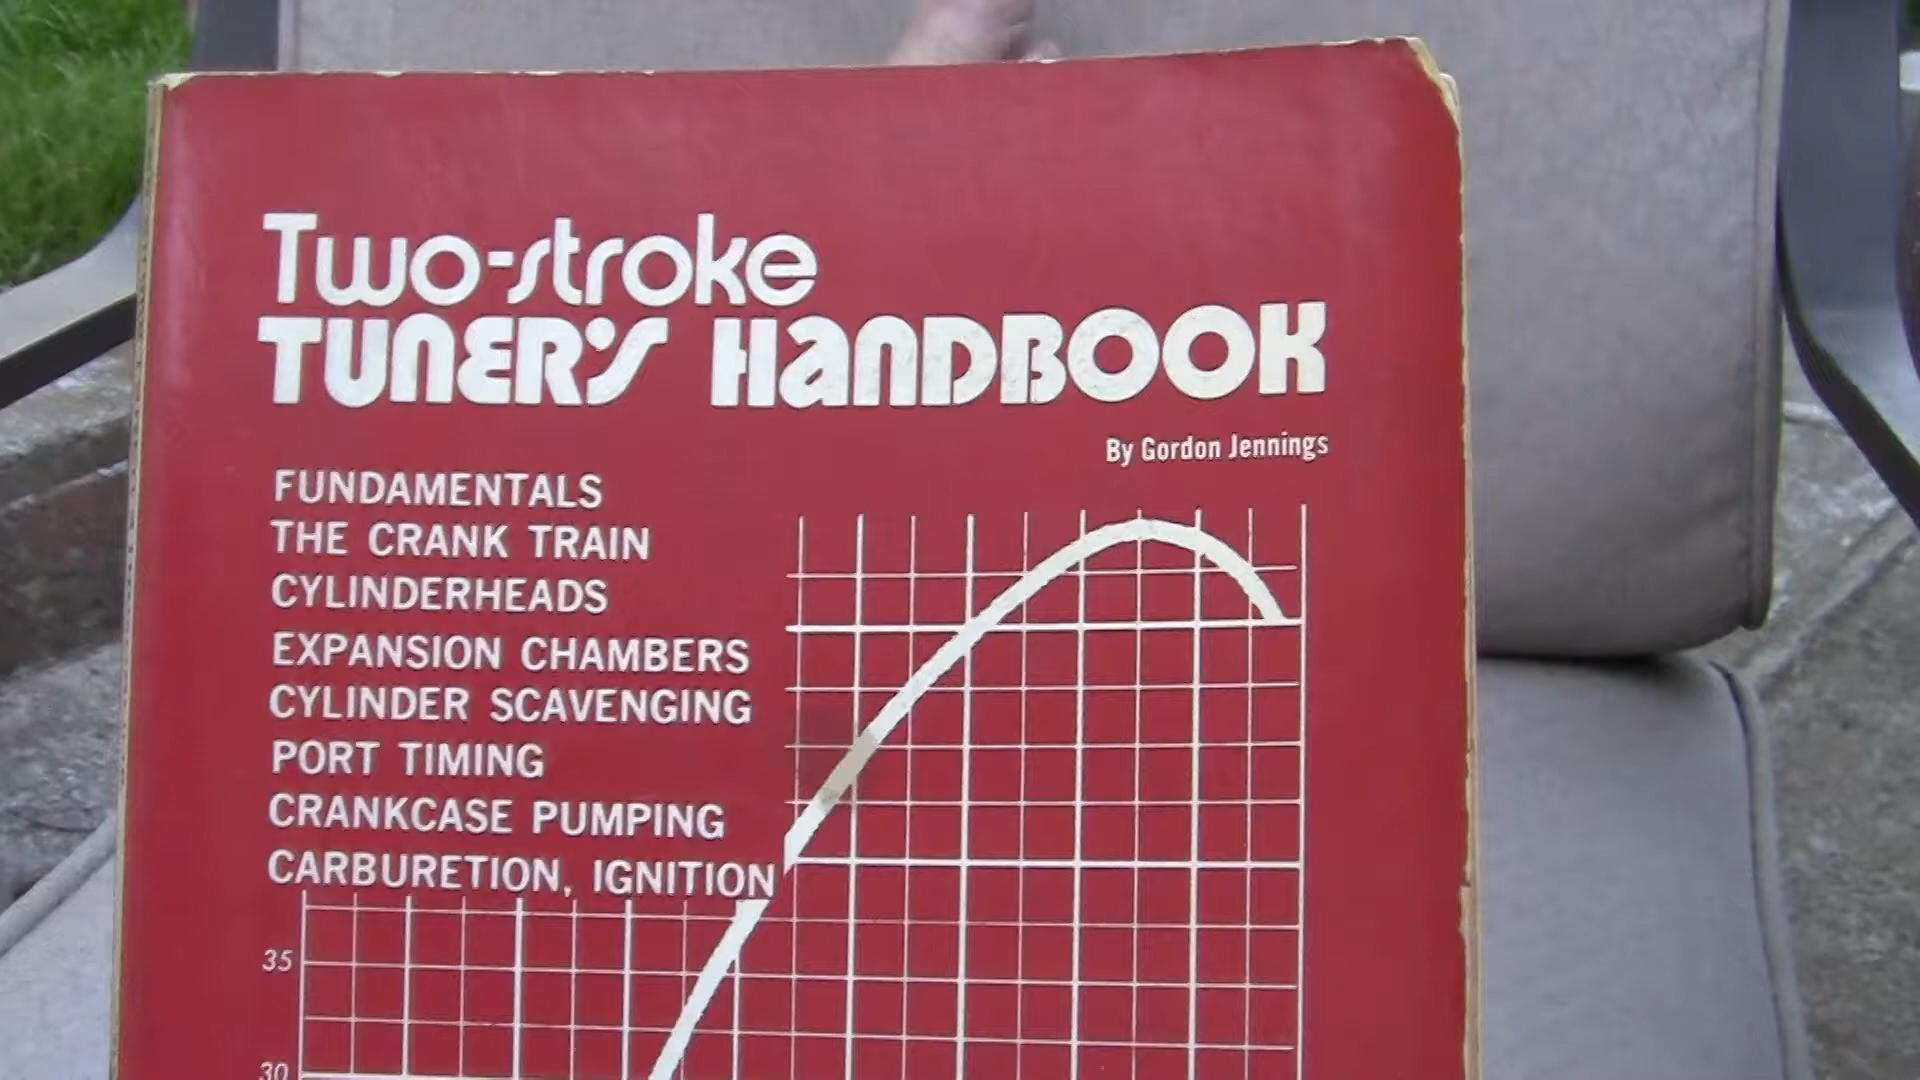 Two-stroke
TUNER'S HANDBOOK
By Gordon Jennings
FUNDAMENTALS
THE CRANK TRAIN
CYLINDERHEADS
EXPANSION CHAMBERS
CYLINDER SCAVENGING
PORT TIMING
CRANKCASE PUMPING
CARBURETION, IGNITION
35
30